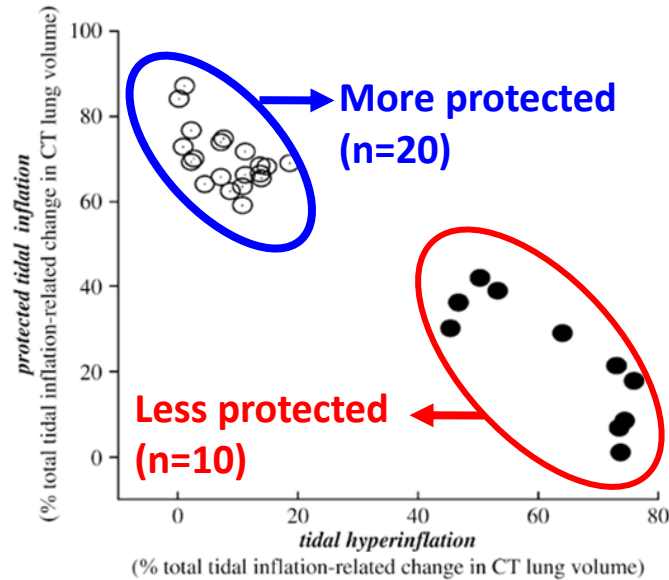 100
80
60
40
20
0
protected tidal inflation
(% total tidal inflation-related change in CT lung volume)
More protected
(n=20)
Less protected
(n=10)
0 20 40 60 80
tidal hyperinflation
(% total tidal inflation-related change in CT lung volume)